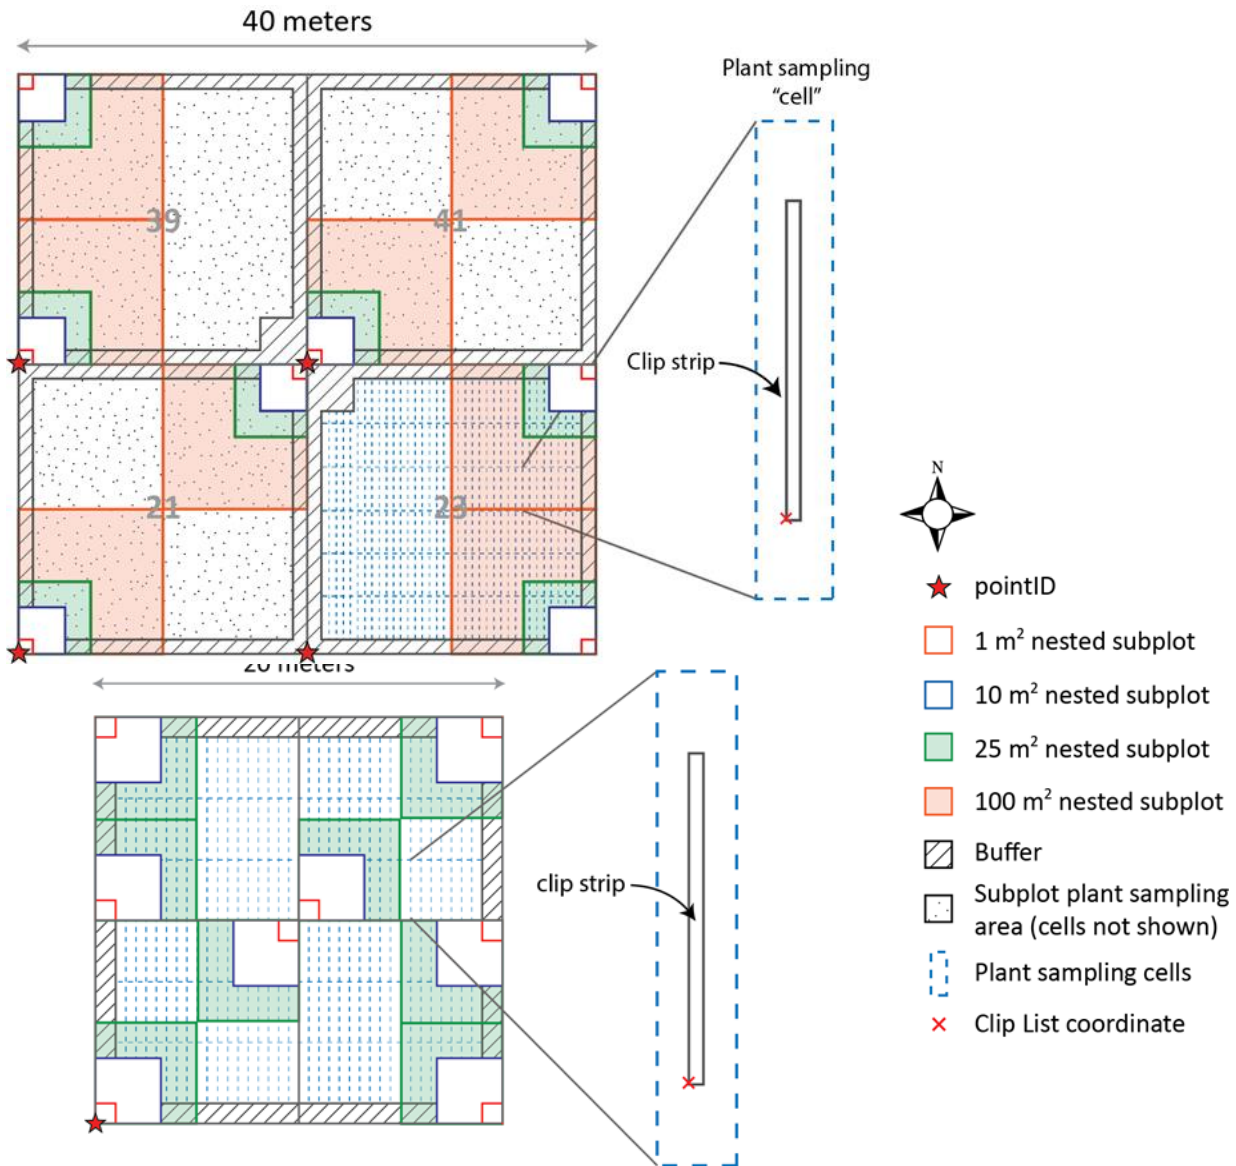 40 meters
39
41
21
23
Plant sampling
“cell”
Clip strip
20 meters
clip strip
N
pointID
1 m² nested subplot
10 m² nested subplot
25 m² nested subplot
100 m² nested subplot
Buffer
Subplot plant sampling
area (cells not shown)
Plant sampling cells
Clip List coordinate